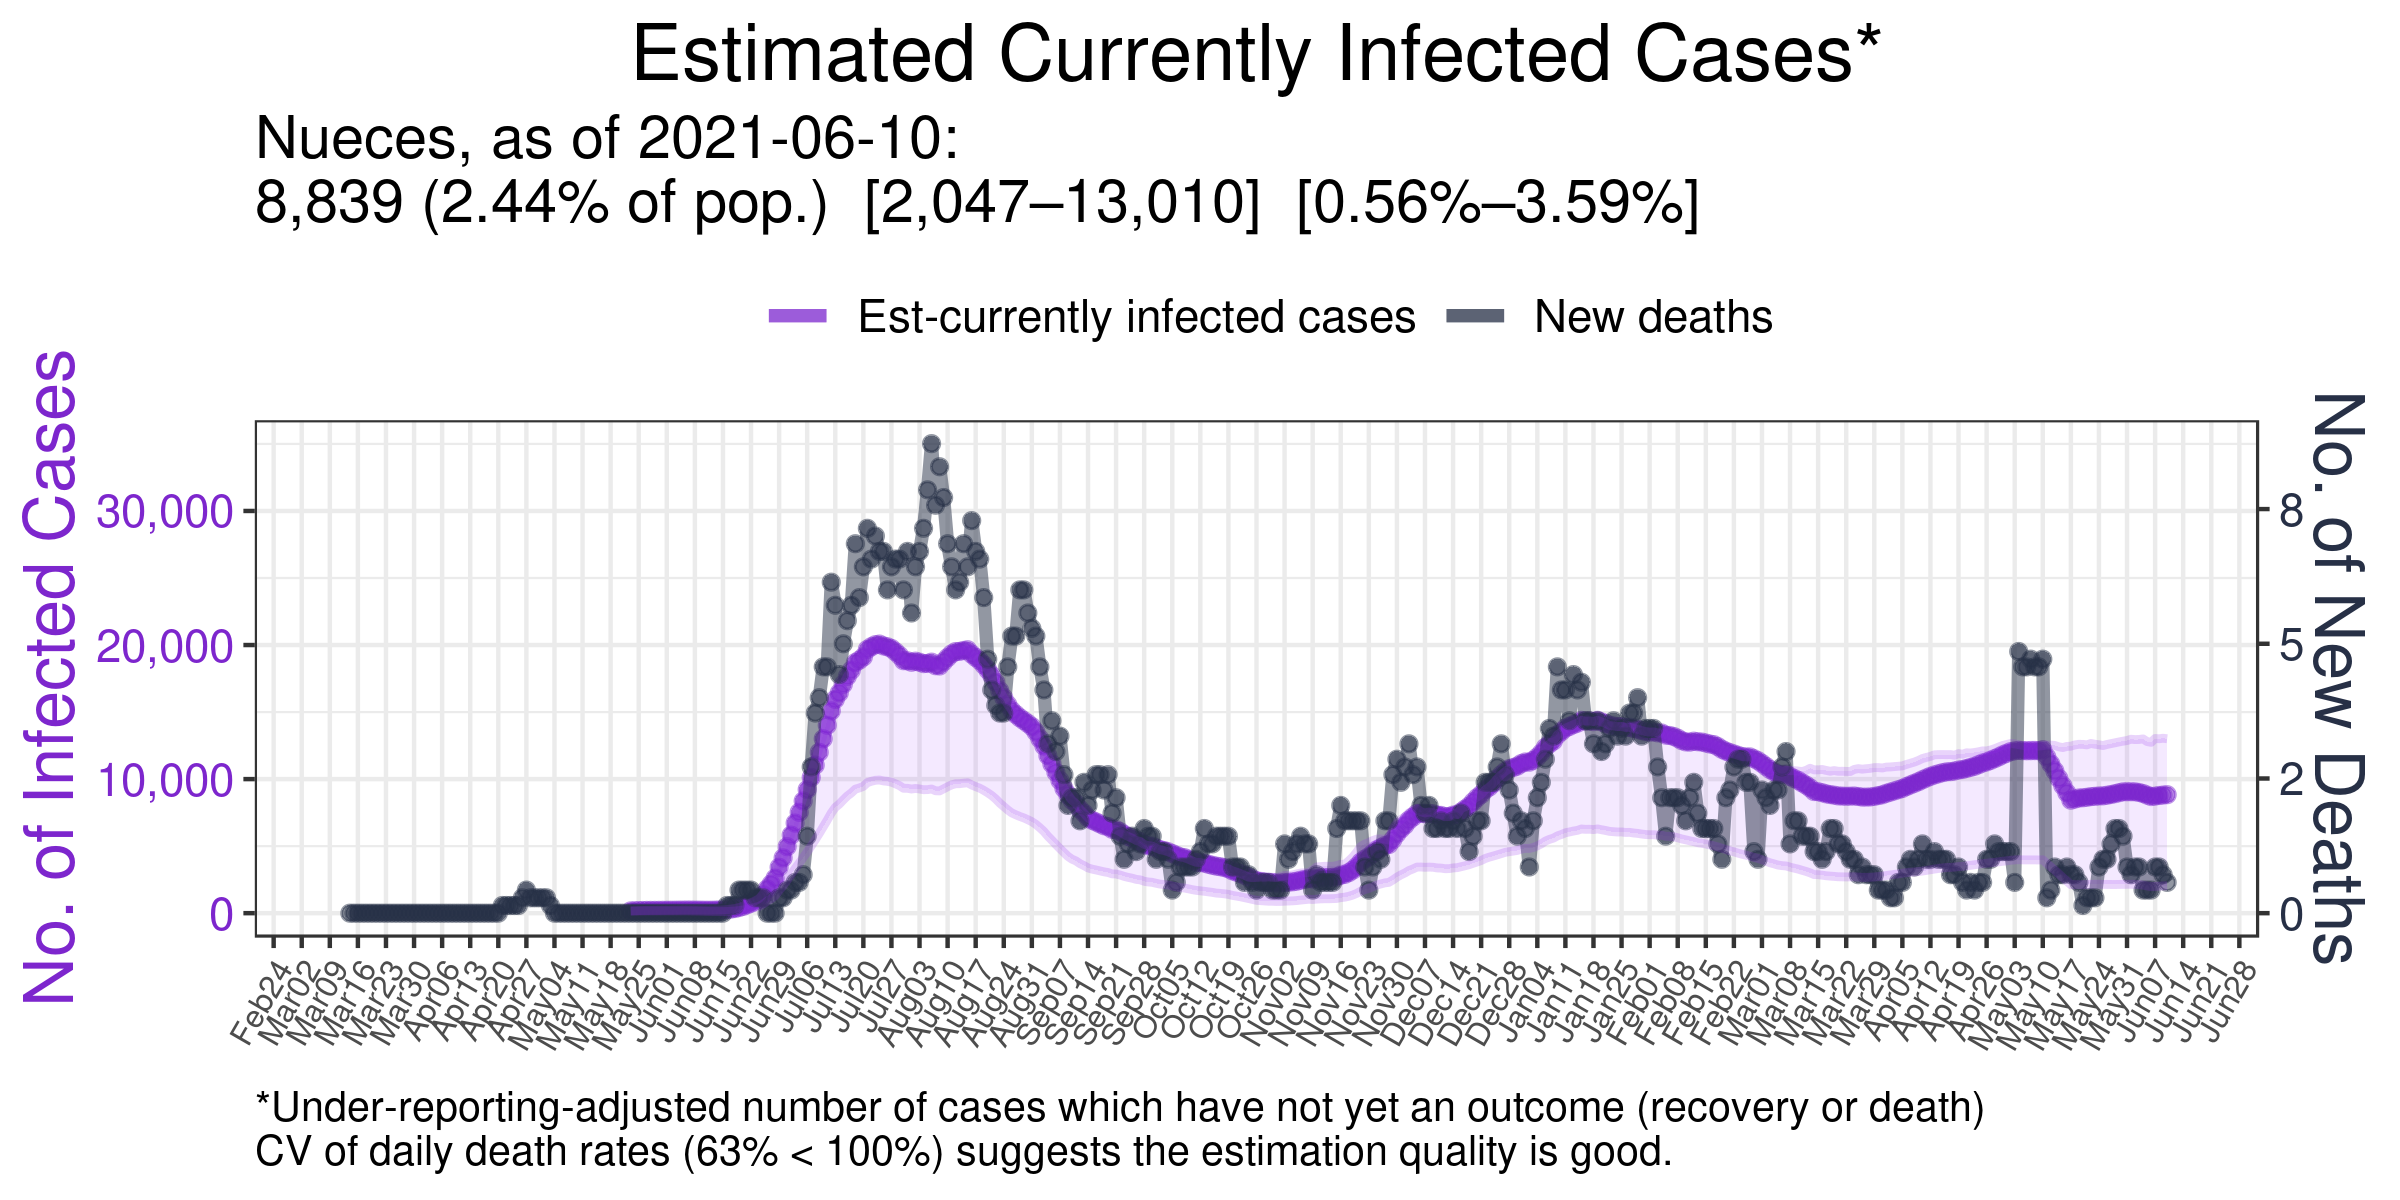 Estimated Currently Infected Cases*
Nueces, as of 2021-06-10:
8,839 (2.44% of pop.) [2,047–13,010] [0.56%–3.59%]
Est-currently infected cases
New deaths
No. of Infected Cases
30,000
20,000
10,000
0
8
5
2
0
No. of New Deaths
Feb24
Mar02
Mar09
Mar16
Mar23
Mar30
Apr06
Apr13
Apr20
Apr27
May04
May11
May18
May25
Jun01
Jun08
Jun15
Jun22
Jun29
Jul06
Jul13
Jul20
Jul27
Aug03
Aug10
Aug17
Aug24
Aug31
Sep07
Sep14
Sep21
Sep28
Oct05
Oct12
Oct19
Oct26
Nov02
Nov09
Nov16
Nov23
Nov30
Dec07
Dec14
Dec21
Dec28
Jan04
Jan11
Jan18
Jan25
Feb01
Feb08
Feb15
Feb22
Mar01
Mar08
Mar15
Mar22
Mar29
Apr05
Apr12
Apr19
Apr26
May03
May10
May17
May24
May31
Jun07
Jun14
Jun21
Jun28
*Under-reporting-adjusted number of cases which have not yet an outcome (recovery or death)
CV of daily death rates (63% < 100%) suggests the estimation quality is good.